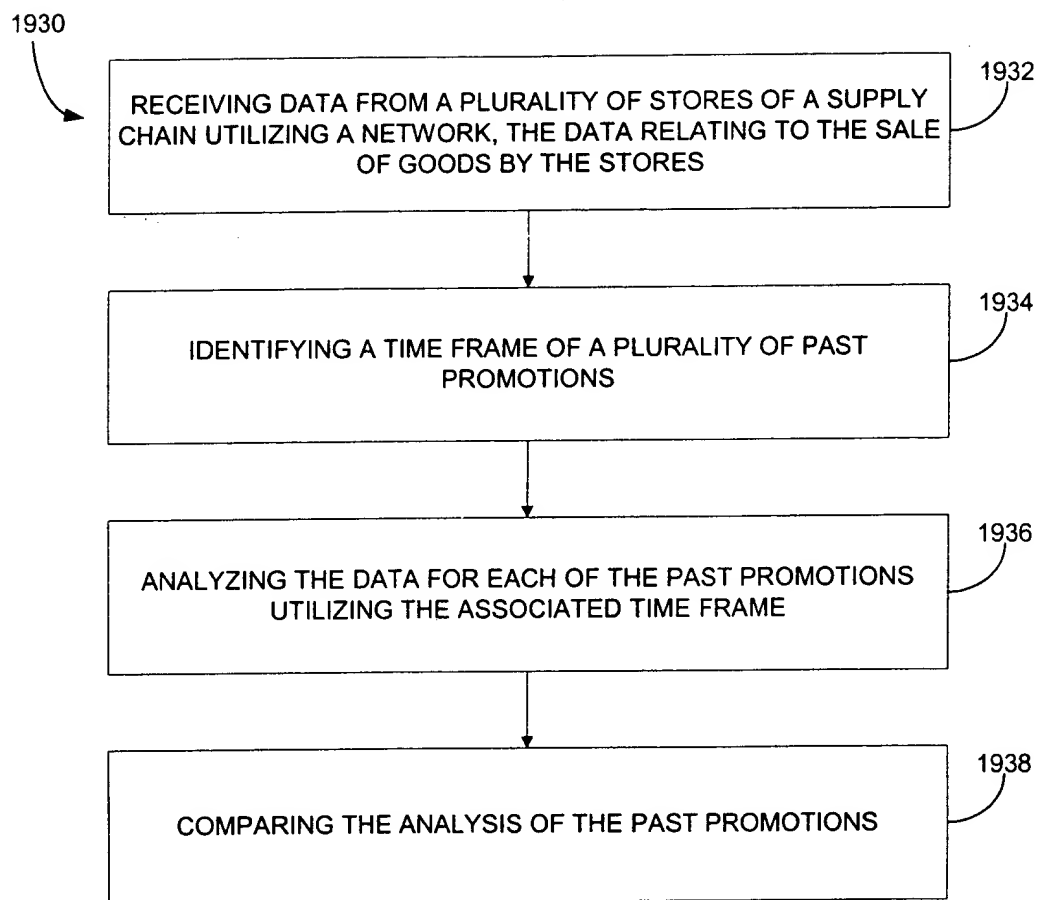 1930
1932
RECEIVING DATA FROM A PLURALITY OF STORES OF A SUPPLY
CHAIN UTILIZING A NETWORK, THE DATA RELATING TO THE SALE
OF GOODS BY THE STORES
1934
IDENTIFYING A TIME FRAME OF A PLURALITY OF PAST
PROMOTIONS
1936
ANALYZING THE DATA FOR EACH OF THE PAST PROMOTIONS
UTILIZING THE ASSOCIATED TIME FRAME
1938
COMPARING THE ANALYSIS OF THE PAST PROMOTIONS